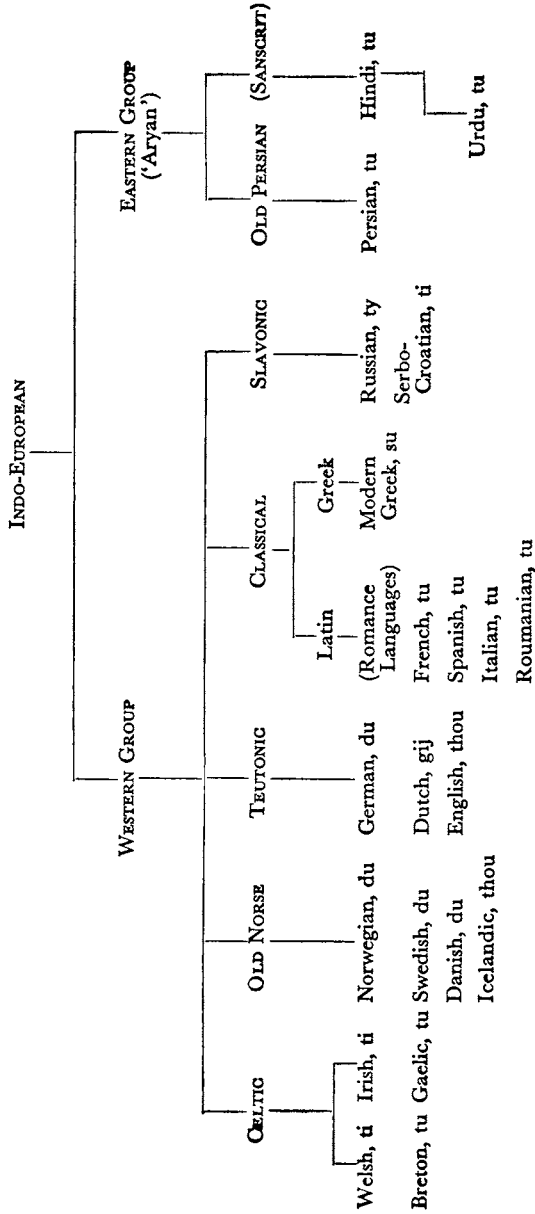 INDO-EUROPEAN
WESTERN GROUP
EASTERN GROUP
('Aryan')
CELTIC
OLD NORSE
TEUTONIC
CLASSICAL
SLAVONIC
OLD PERSIAN
(SANSCRIT)
Latin
Greek
Welsh, ti
Irish, ti
Breton, tu
Gaelic, tu
Norwegian, du
Swedish, du
Danish, du
Icelandic, thou
German, du
Dutch, gij
English, thou
(Romance
Languages)
French, tu
Spanish, tu
Italian, tu
Roumanian, tu
Modern
Greek, su
Russian, ty
Serbo-
Croatian, ti
Persian, tu
Hindi, tu
Urdu, tu